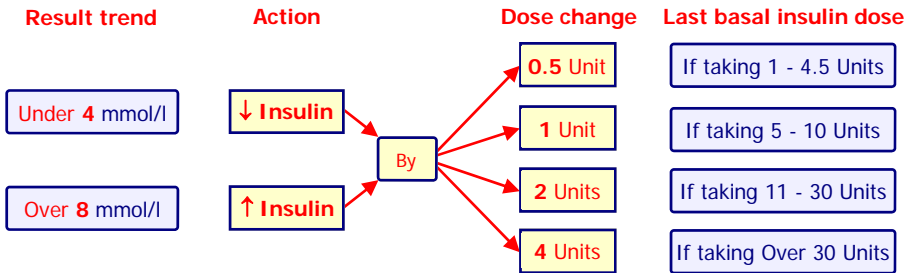 Result trend
Action
Dose change
Last basal insulin dose
0.5 Unit
If taking 1 - 4.5 Units
Under 4 mmol/l
↓ Insulin
1 Unit
If taking 5 - 10 Units
By
Over 8 mmol/l
↑ Insulin
2 Units
If taking 11 - 30 Units
4 Units
If taking Over 30 Units